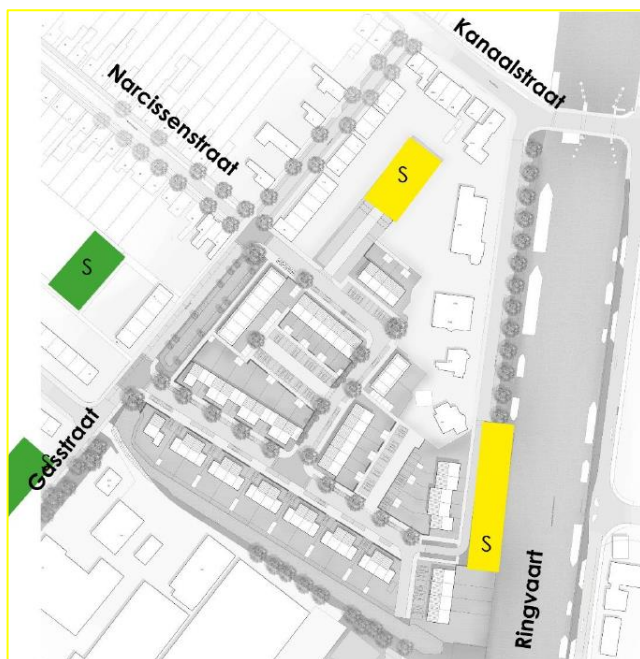 Kanaalstraat
Narcissenstraat
S
S
S
Gasstraat
S
Ringvaart